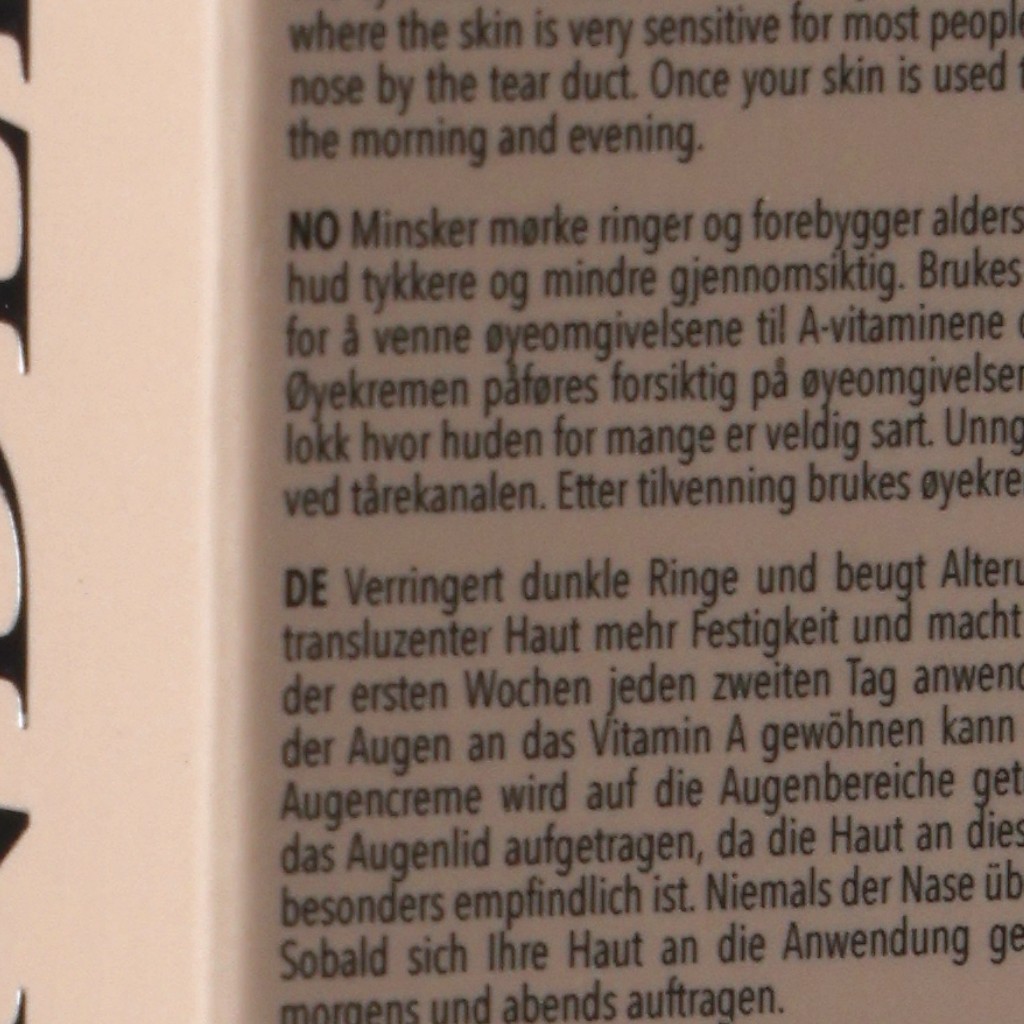 where the skin is very sensitive for most people
nose by the tear duct. Once your skin is used
the morning and evening.
NO Minsker mørke ringer og forebygger alders
hud tykkere og mindre gjennomsiktig. Brukes
for å venne øyeomgivelsene til A-vitaminene
Øyekremen påføres forsiktig på øyeomgivelsen
lokk hvor huden for mange er veldig sart. Unng
ved tårekanalen. Etter tilvenning brukes øyekre
DE Verringert dunkle Ringe und beugt Alteru
transluzenter Haut mehr Festigkeit und macht
der ersten Wochen jeden zweiten Tag anwend
der Augen an das Vitamin A gewöhnen kann
Augencreme wird auf die Augenbereiche get
das Augenlid aufgetragen, da die Haut an dies
besonders empfindlich ist. Niemals der Nase üb
Sobald sich Ihre Haut an die Anwendung ge
morgens und abends auftragen.